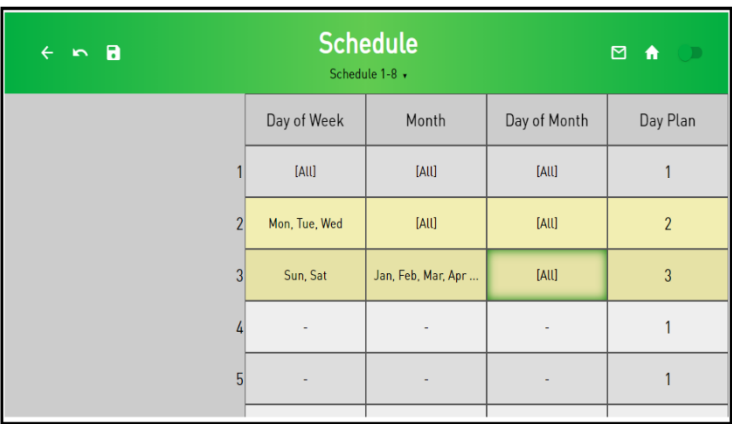 Schedule
Schedule 1-8
Day of Week Month Day of Month Day Plan
1 [All] [All] [All] 1
2 Mon, Tue, Wed [All] [All] 2
3 Sun, Sat Jan, Feb, Mar, Apr ... [All] 3
4 - - - 1
5 - - - 1